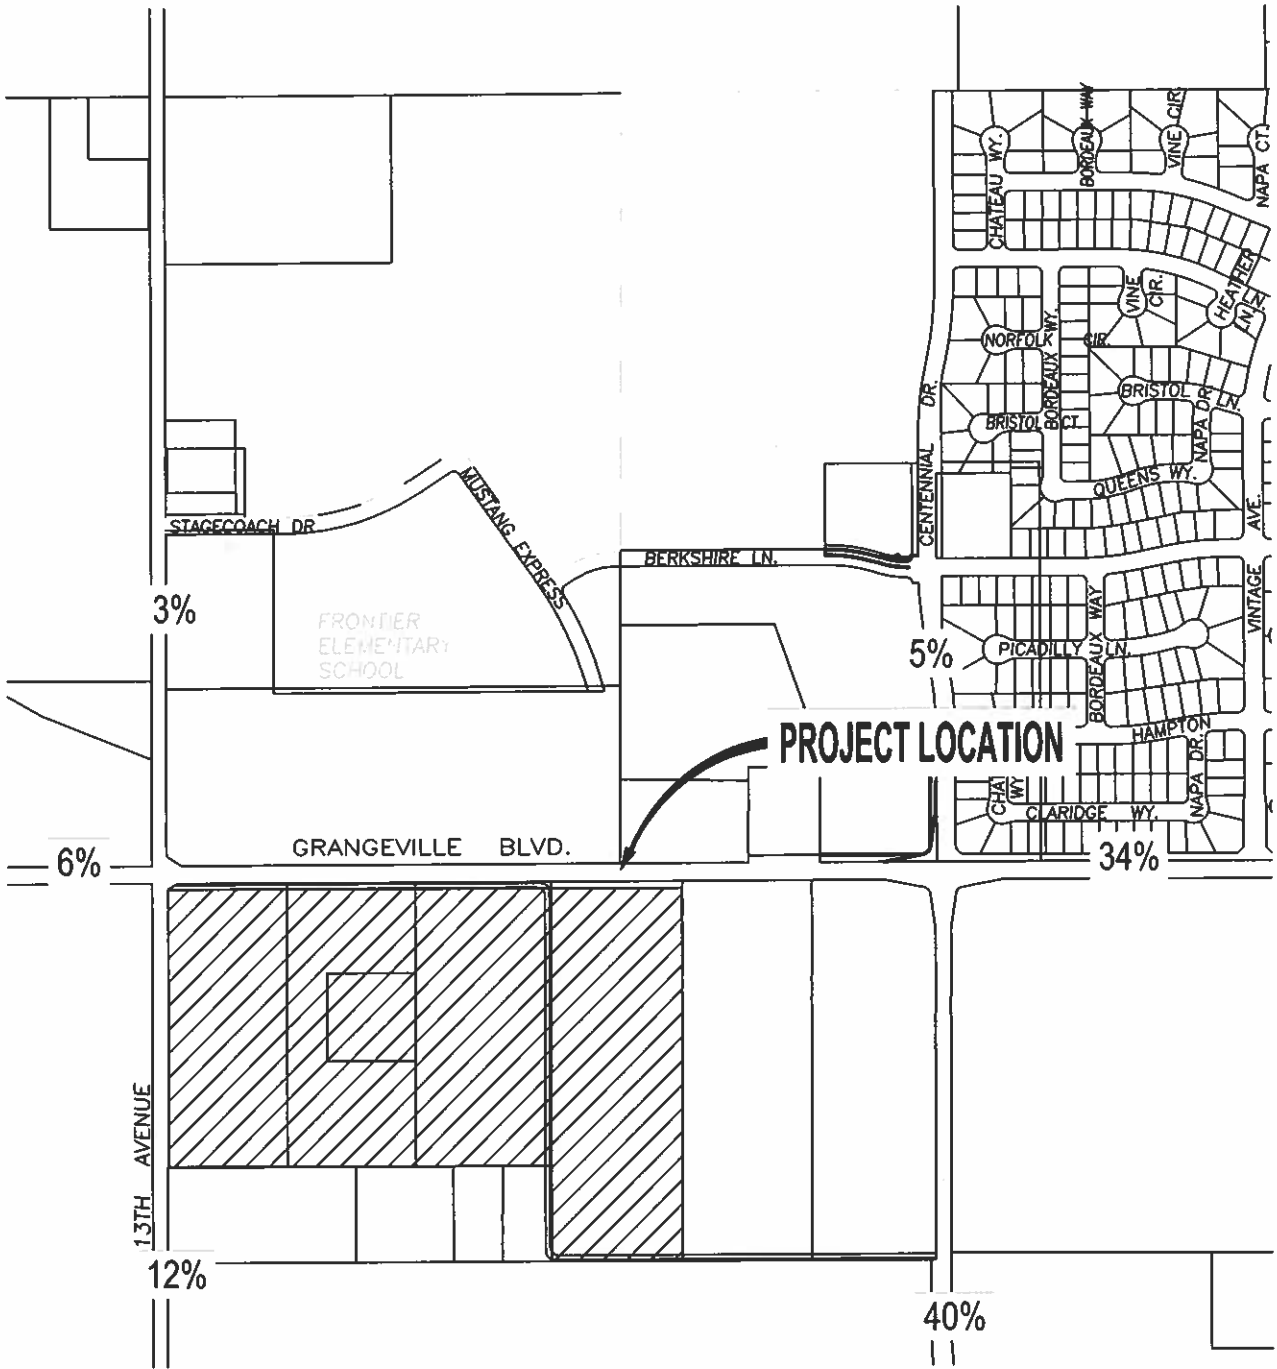 CHATEAU WY.
BORDEAUX WAY
VINE CIR.
NAPA CT.
HEATHER LN.
LN.
VINE CIR.
NORFOLK CIR.
BORDEAUX WY.
BRISTOL LN.
NAPA DR.
BRISTOL CT.
CENTENNIAL DR.
QUEENS WY.
VINTAGE AVE.
STAGECOACH DR
MUSTANG EXPRESS
BERKSHIRE LN.
3%
FRONTIER
ELEMENTARY
SCHOOL
5%
PICADILLY LN.
BORDEAUX WAY
PROJECT LOCATION
HAMPTON
NAPA DR.
CHAT
WY
CLARIDGE WY.
GRANGEVILLE BLVD.
6%
34%
13TH AVENUE
12%
40%